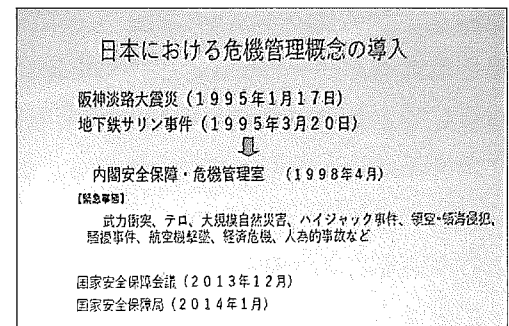 日本における危機管理概念の導入
阪神淡路大震災（１９９５年１月１７日）
地下鉄サリン事件（１９９５年３月２０日）
内閣安全保障・危機管理室　（１９９８年４月）
【緊急事態】
武力衝突、テロ、大規模自然災害、ハイジャック事件、領空・領海侵犯、
騒擾事件、航空機撃墜、経済危機、人為的事故など
国家安全保障会議（２０１３年１２月）
国家安全保障局（２０１４年１月）